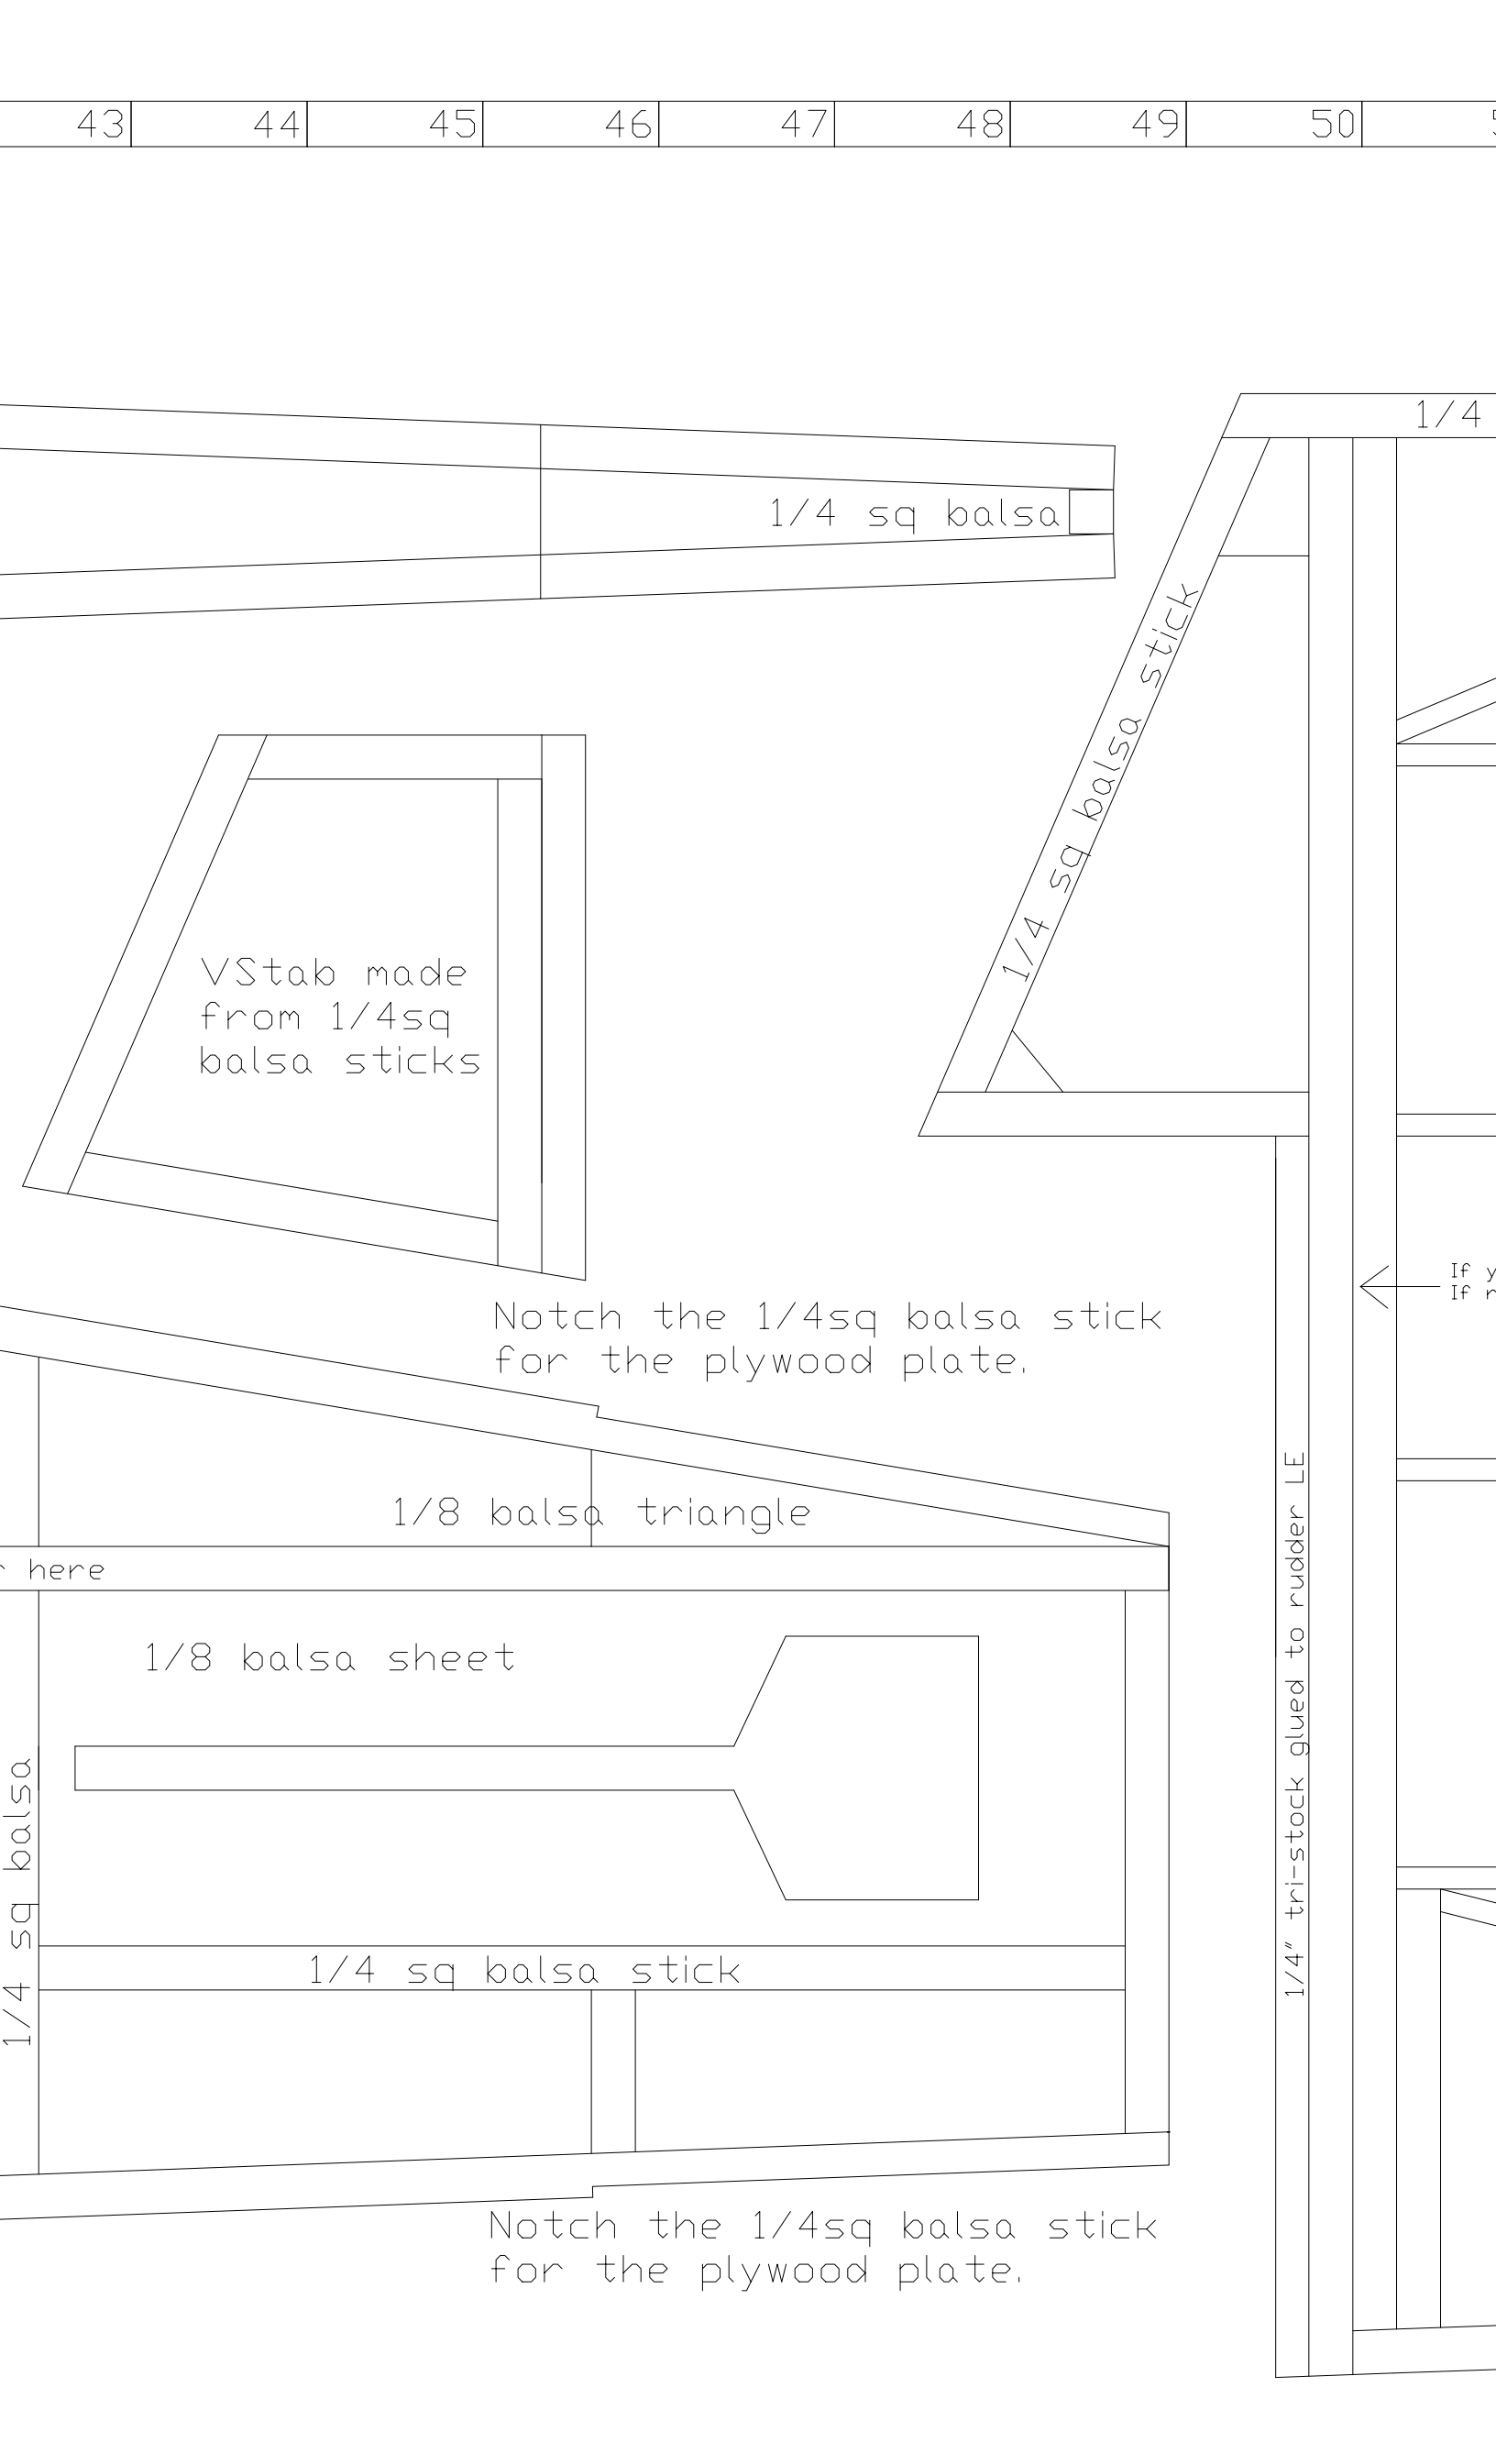 43 44 45 46 47 48 49 50
1/4
1/4 sq balsa
1/4 sq balsa stick
VStab made
from 1/4sq
balsa sticks
If
If
Notch the 1/4sq balsa stick
for the plywood plate.
1/8 balsa triangle
here
1/8 balsa sheet
1/4 sq balsa
1/4" tri-stock glued to rudder LE
1/4 sq balsa stick
Notch the 1/4sq balsa stick
for the plywood plate.